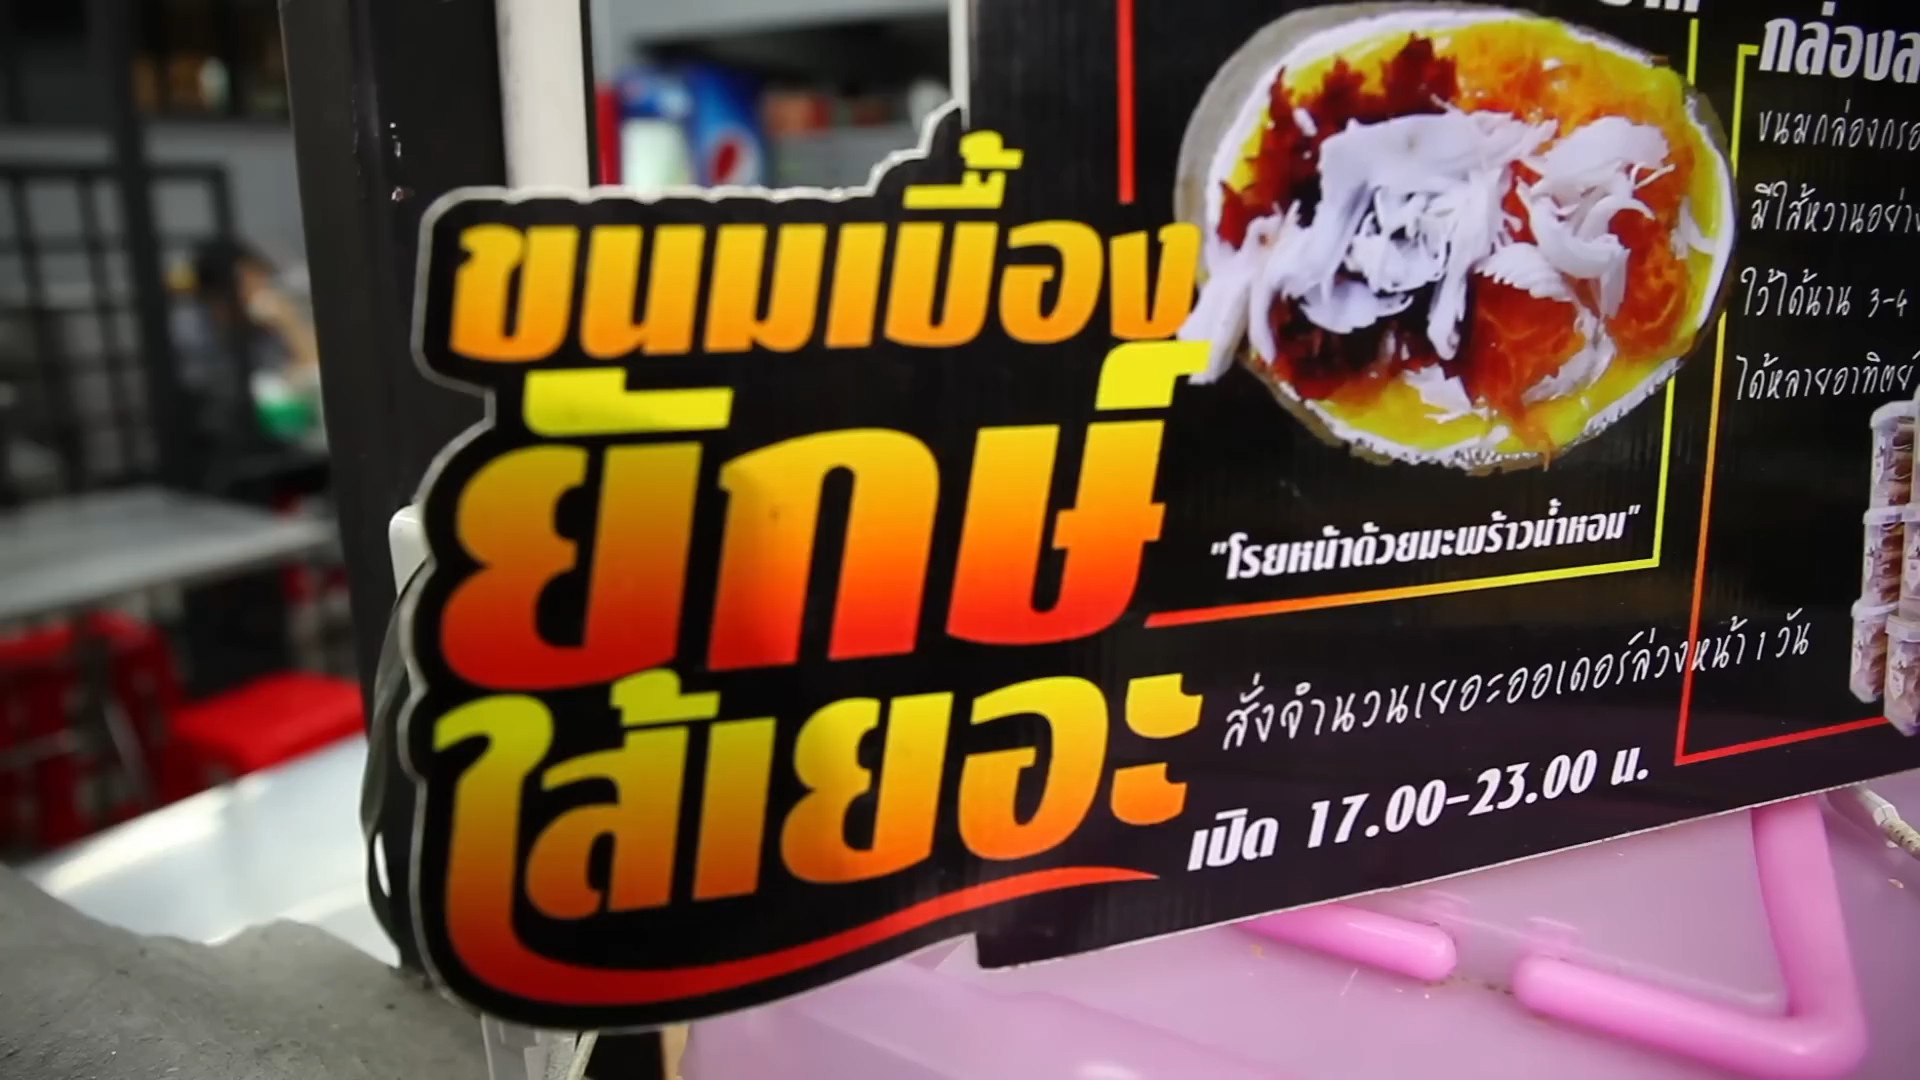 ขนมเบื้อง
ยักษ์
ไส้เยอะ
"โรยหน้าด้วยมะพร้าวน้ำหอม"
สั่งจำนวนเยอะออเดอร์ล่วงหน้า 1 วัน
เปิด 17.00-23.00 น.
ขนมกล่อง
มีไส้หวานอย่าง
ใว้ได้นาน 3-4
ได้หลายอาทิตย์